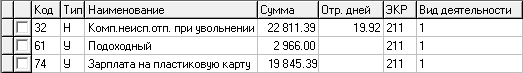 Код Тип Наименование Сумма Отр. дней ЭКР Вид деятельности
32 Н Комп.неисп.отп. при увольнении 22 811.39 19.92 211 1
61 У Подоходный 2 966.00 211 1
74 У Зарплата на пластиковую карту 19 845.39 211 1